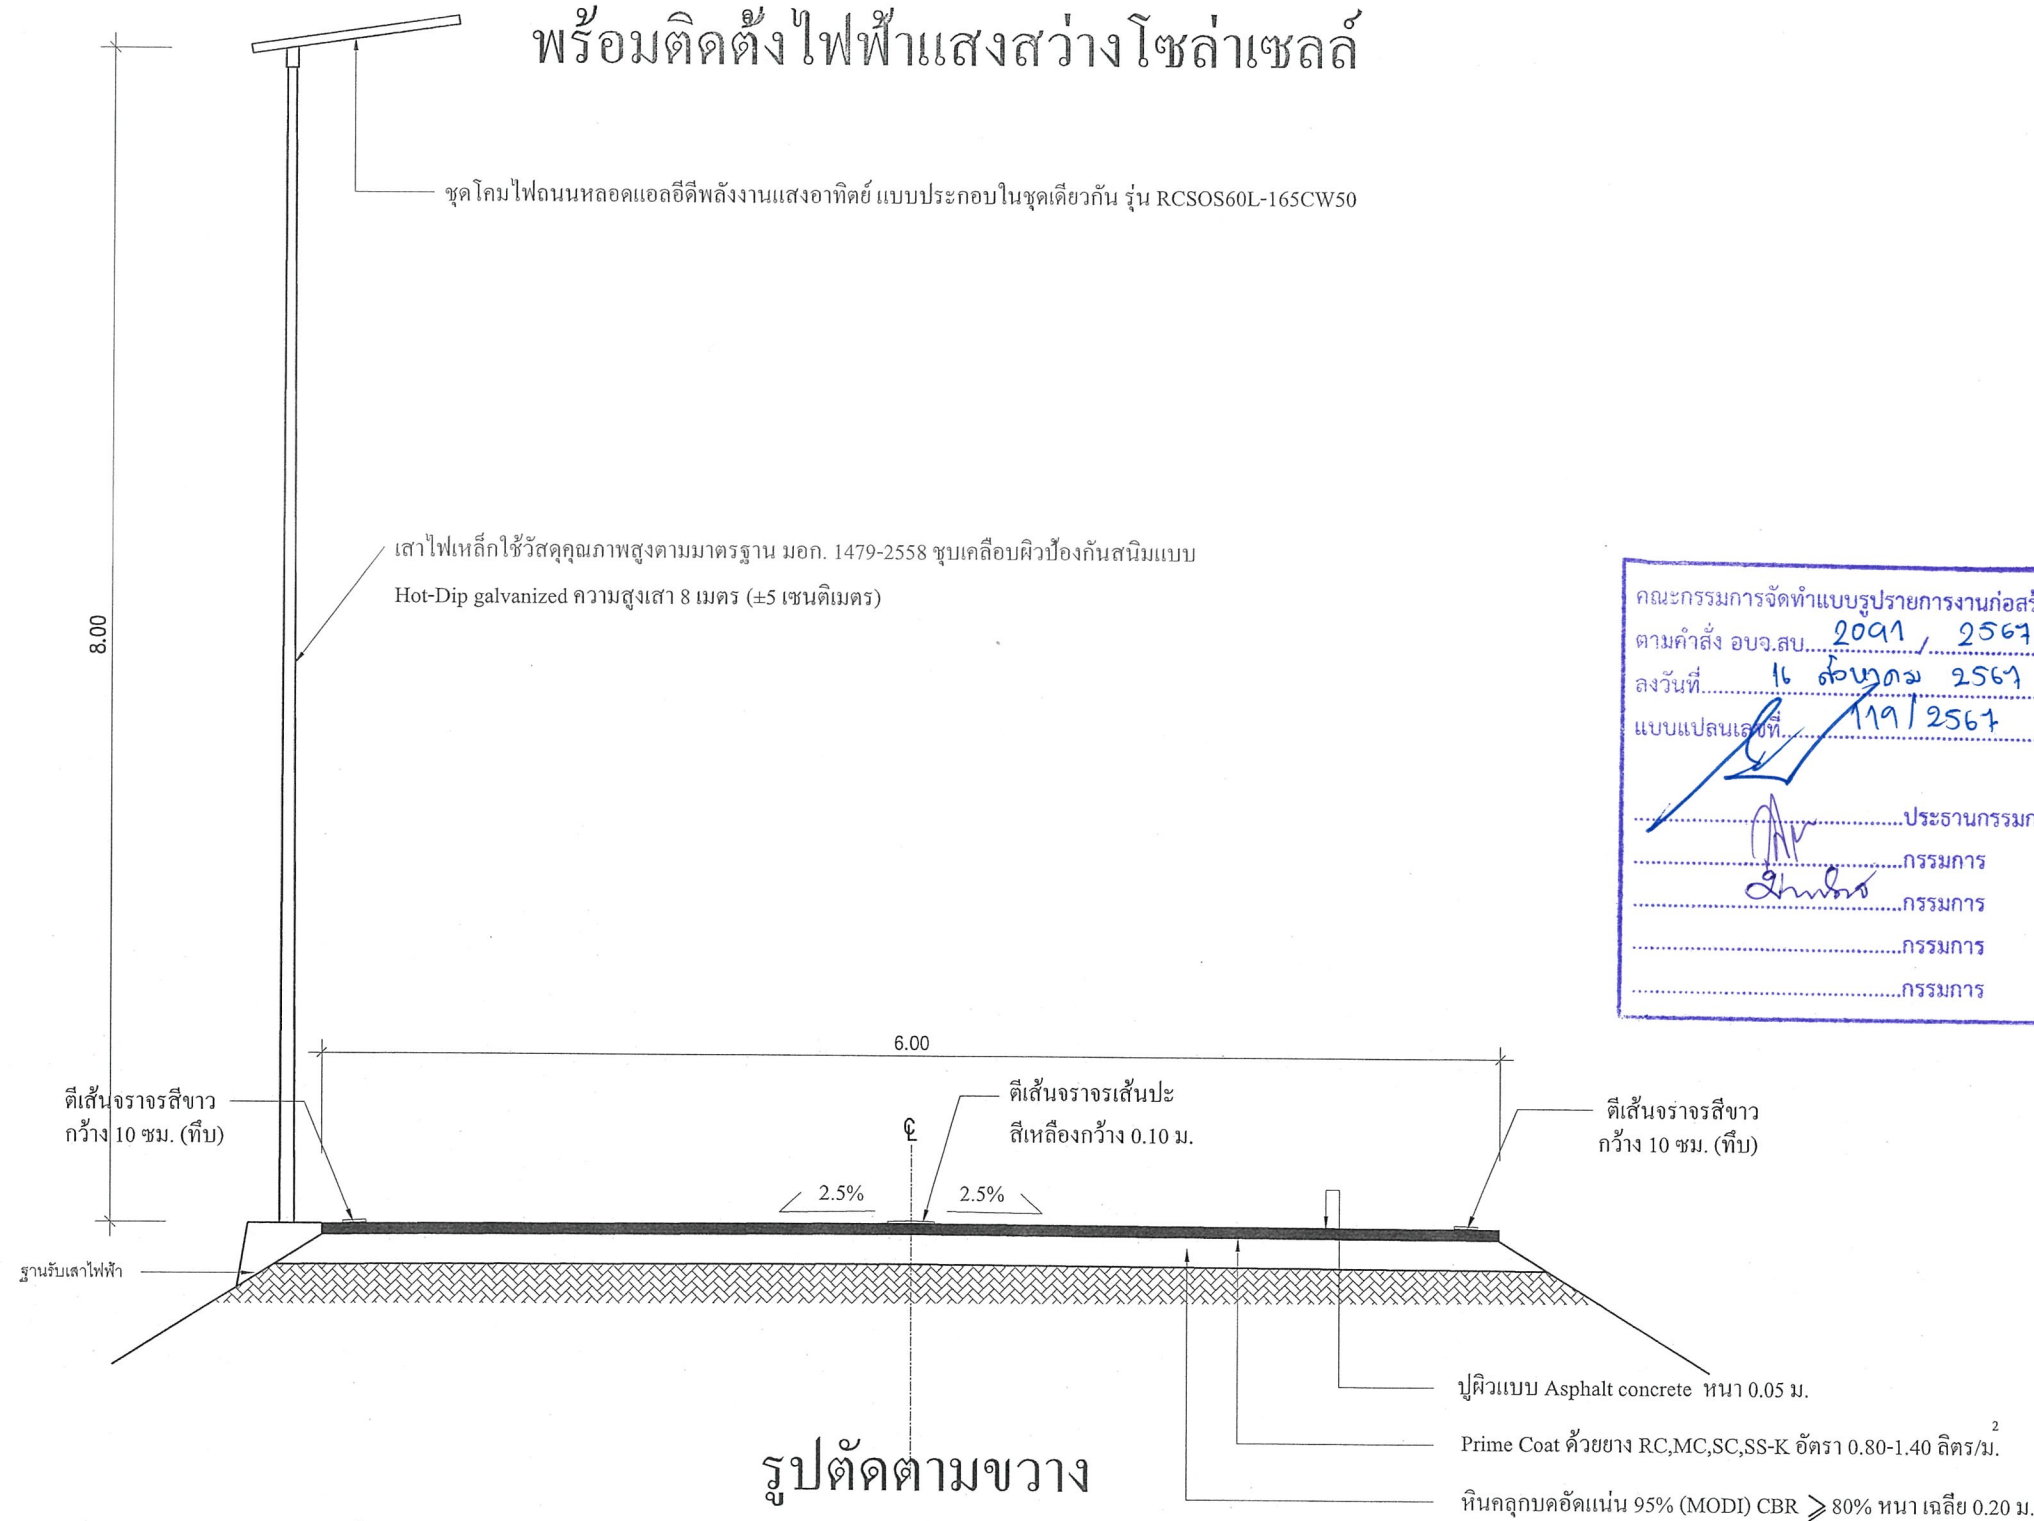 พร้อมติดตั้งไฟฟ้าแสงสว่างโซล่าเซลล์
ชุดโคมไฟถนนหลอดแอลอีดีพลังงานแสงอาทิตย์ แบบประกอบในชุดเดียวกัน รุ่น RCSOS60L-165CW50
เสาไฟเหล็กใช้วัสดุคุณภาพสูงตามมาตรฐาน มอก. 1479-2558 ชุบเคลือบผิวป้องกันสนิมแบบ
Hot-Dip galvanized ความสูงเสา 8 เมตร (±5 เซนติเมตร)
8.00
คณะกรรมการจัดทำแบบรูปรายการงานก่อสร้
ตามคำสั่ง อบจ.สบ. 2091 / 2567
ลงวันที่ 16 สิงหาคม 2567
แบบแปลนเลขที่ 119/2567
ประธานกรรมก
กรรมการ
กรรมการ
กรรมการ
กรรมการ
6.00
ตีเส้นจราจรสีขาว
กว้าง 10 ซม. (ทึบ)
ตีเส้นจราจรเส้นปะ
สีเหลืองกว้าง 0.10 ม.
ตีเส้นจราจรสีขาว
กว้าง 10 ซม. (ทึบ)
2.5%
2.5%
ฐานรับเสาไฟฟ้า
ปูผิวแบบ Asphalt concrete หนา 0.05 ม.
Prime Coat ด้วยยาง RC,MC,SC,SS-K อัตรา 0.80-1.40 ลิตร/ม.²
หินคลุกบดอัดแน่น 95% (MODI) CBR ⩾ 80% หนา เฉลี่ย 0.20 ม.
รูปตัดตามขวาง